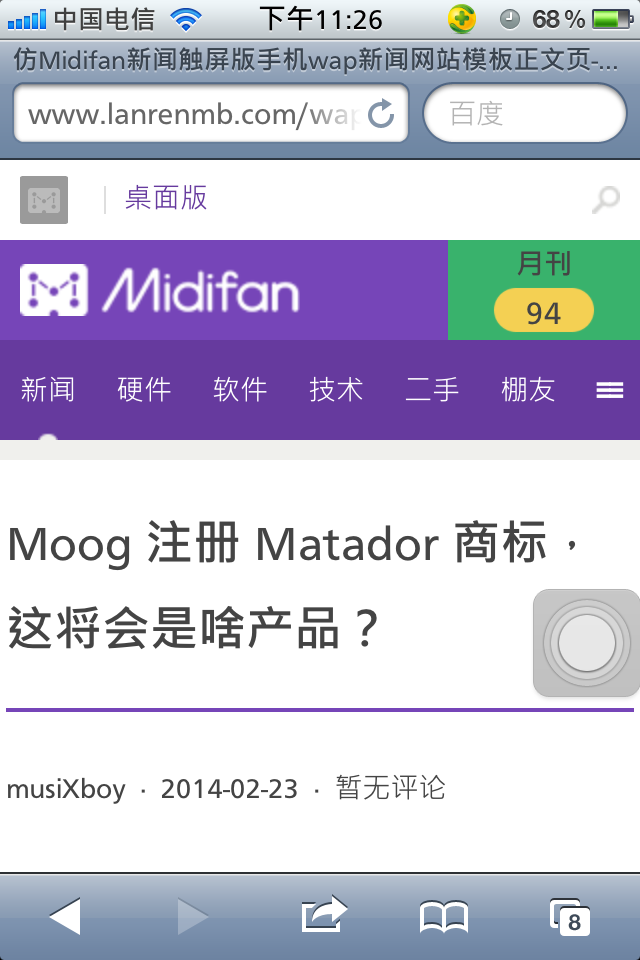 中国电信 下午11:26 68%
仿Midifan新闻触屏版手机wap新闻网站模板正文页-...
www.lanrenmb.com/wap 百度
桌面版
Midifan 月刊
94
新闻 硬件 软件 技术 二手 棚友
Moog 注册 Matador 商标，
这将会是啥产品？
musiXboy · 2014-02-23 · 暂无评论
8